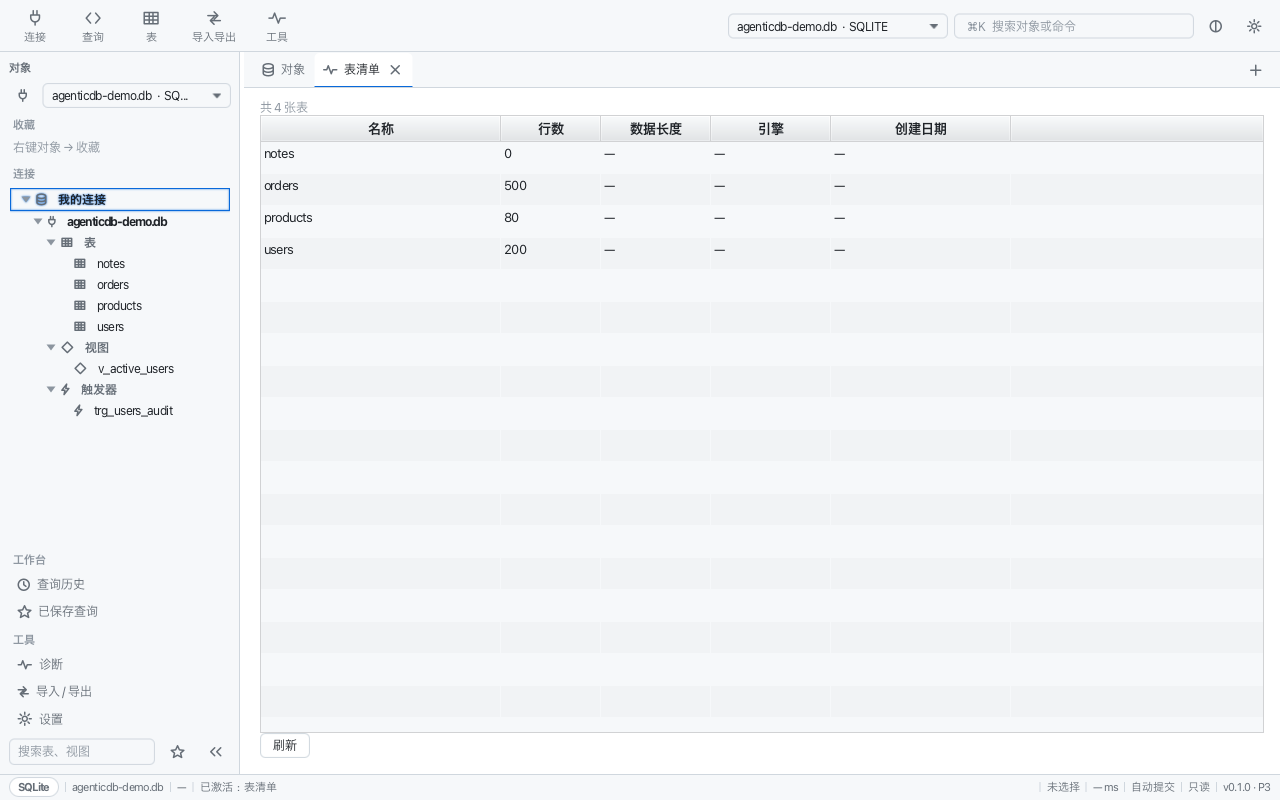 连接 查询 表 导入导出 工具
agenticdb-demo.db · SQLITE
⌘K 搜索对象或命令
对象
agenticdb-demo.db · SQ...
收藏
右键对象 → 收藏
连接
我的连接
agenticdb-demo.db
表
notes
orders
products
users
视图
v_active_users
触发器
trg_users_audit
工作台
查询历史
已保存查询
工具
诊断
导入 / 导出
设置
搜索表、视图
对象 表清单
共 4 张表
名称 行数 数据长度 引擎 创建日期
notes 0 — — —
orders 500 — — —
products 80 — — —
users 200 — — —
刷新
SQLite agenticdb-demo.db — 已激活：表清单 未选择 — ms 自动提交 只读 v0.1.0 · P3